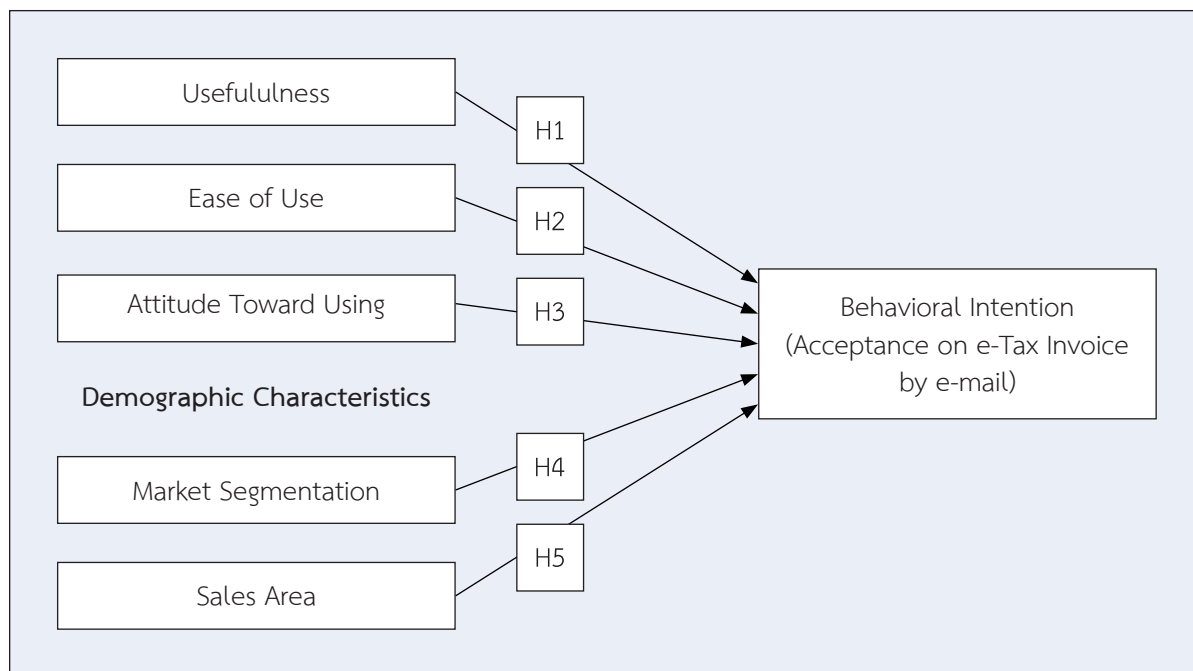 Usefululness
H1
Ease of Use
H2
Attitude Toward Using
H3
Behavioral Intention
(Acceptance on e-Tax Invoice
by e-mail)
Demographic Characteristics
Market Segmentation
H4
Sales Area
H5